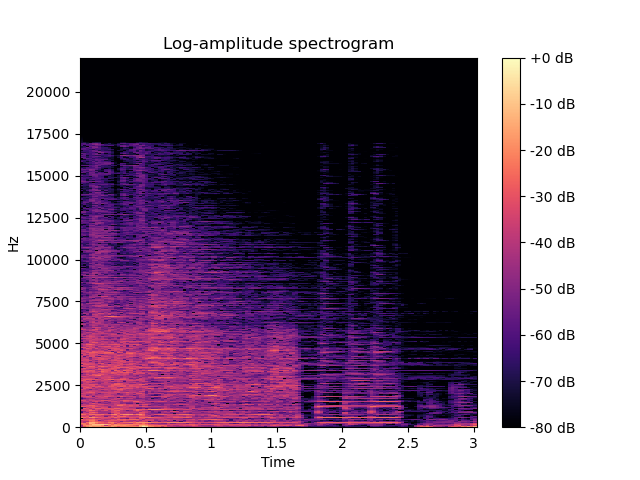 Log-amplitude spectrogram
Hz
20000
17500
15000
12500
10000
7500
5000
2500
0
0 0.5 1 1.5 2 2.5 3
Time
+0 dB
-10 dB
-20 dB
-30 dB
-40 dB
-50 dB
-60 dB
-70 dB
-80 dB